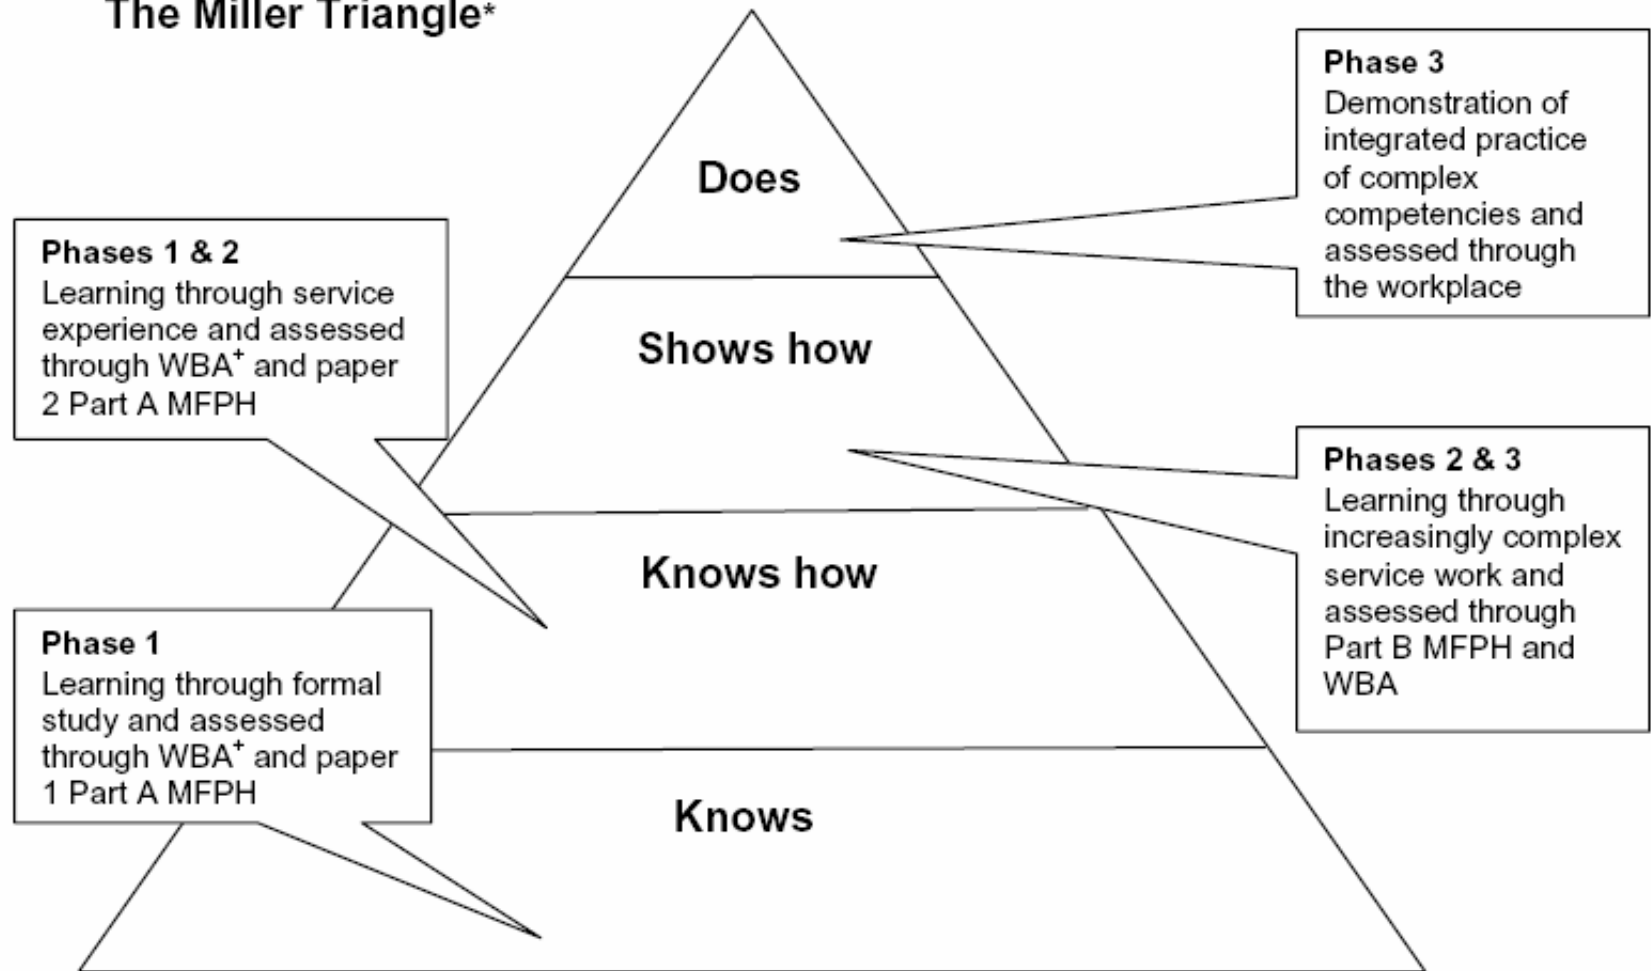 The Miller Triangle*
Does
Phase 3
Demonstration of
integrated practice
of complex
competencies and
assessed through
the workplace
Phases 1 & 2
Learning through service
experience and assessed
through WBA⁺ and paper
2 Part A MFPH
Shows how
Phases 2 & 3
Learning through
increasingly complex
service work and
assessed through
Part B MFPH and
WBA
Knows how
Phase 1
Learning through formal
study and assessed
through WBA⁺ and paper
1 Part A MFPH
Knows